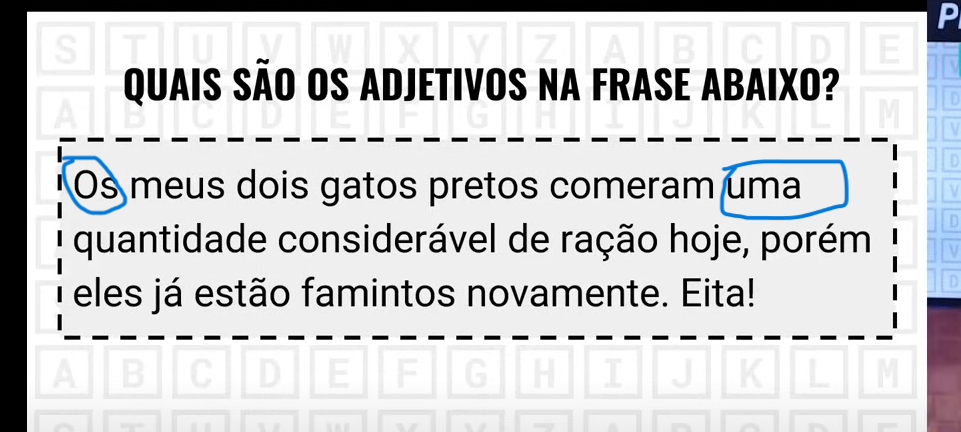 QUAIS SÃO OS ADJETIVOS NA FRASE ABAIXO?
Os meus dois gatos pretos comeram uma
quantidade considerável de ração hoje, porém
eles já estão famintos novamente. Eita!
S T U V W X Y Z A B C D E
A B C D E F G H I J K L M
A B C D E F G H I J K L M